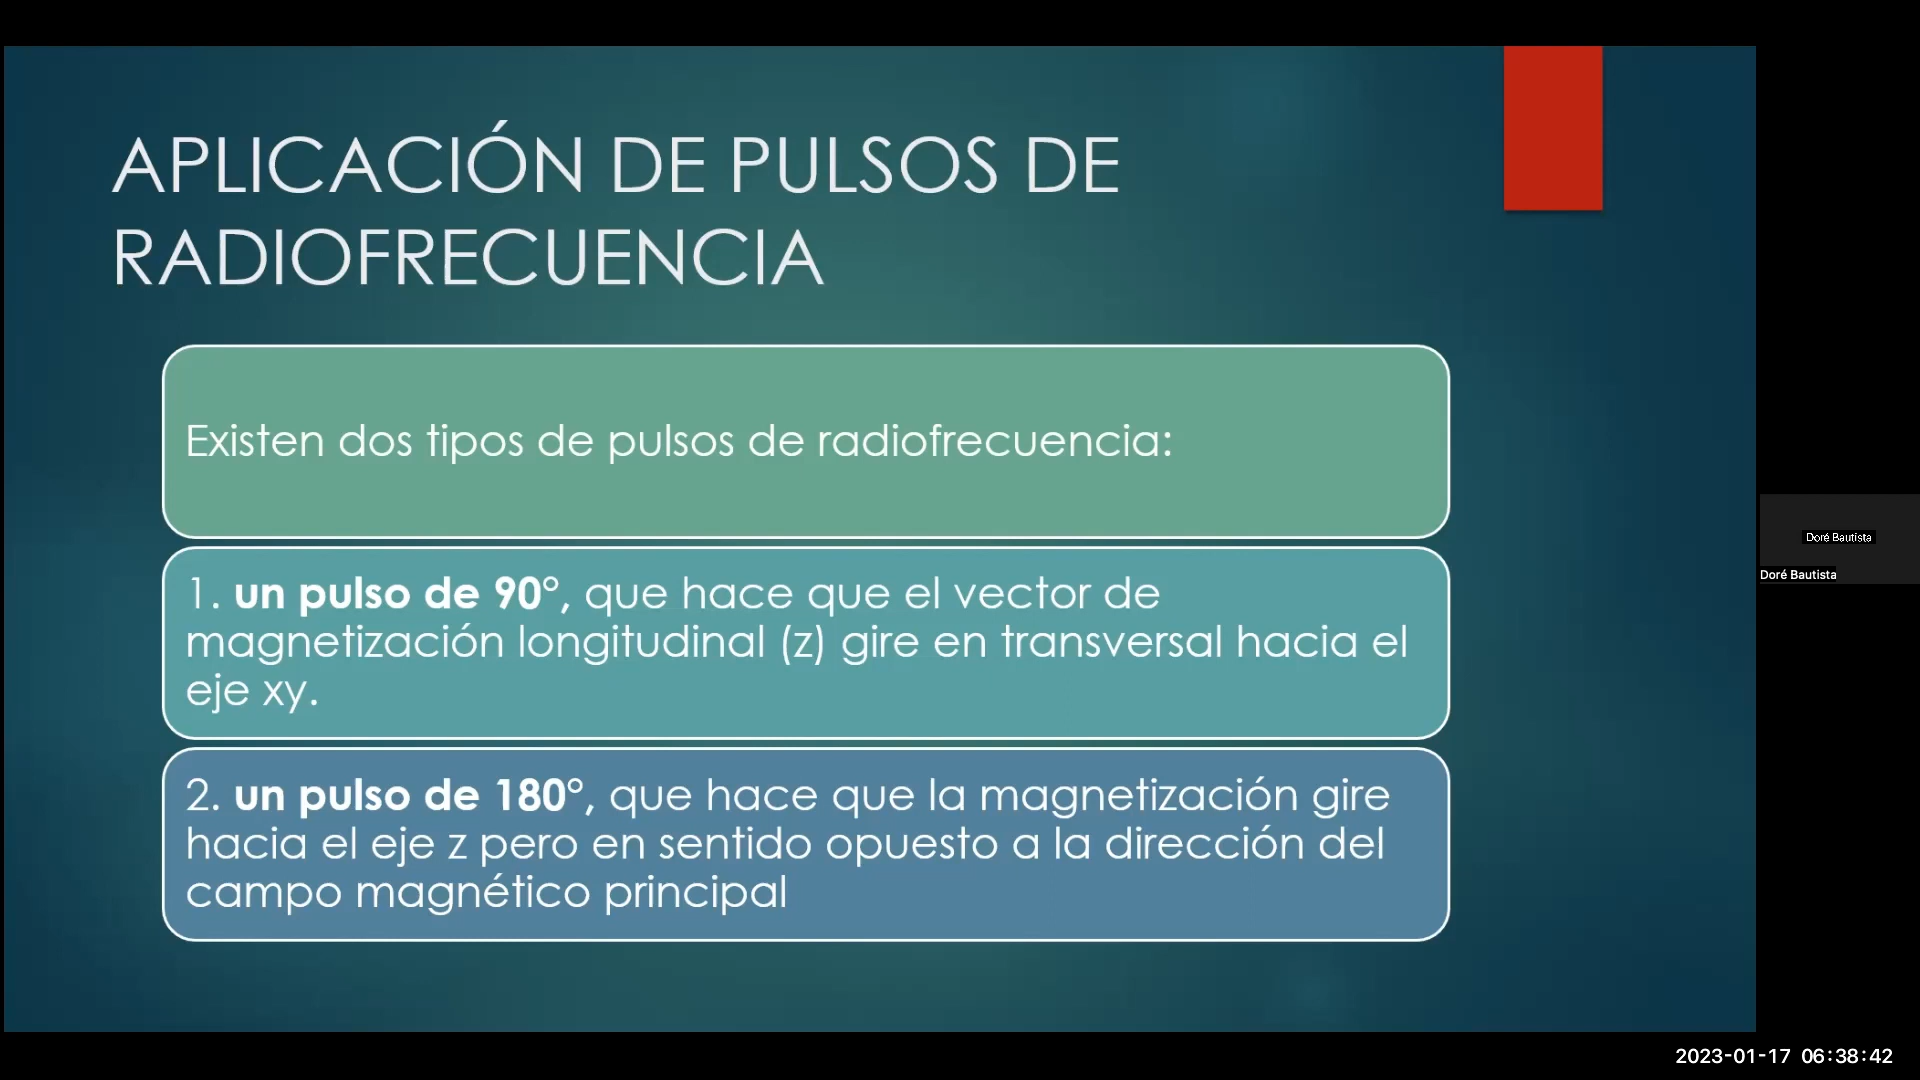 APLICACIÓN DE PULSOS DE
RADIOFRECUENCIA
Existen dos tipos de pulsos de radiofrecuencia:
1. un pulso de 90°, que hace que el vector de
magnetización longitudinal (z) gire en transversal hacia el
eje xy.
2. un pulso de 180°, que hace que la magnetización gire
hacia el eje z pero en sentido opuesto a la dirección del
campo magnético principal
Doré Bautista
Doré Bautista
2023-01-17 06:38:42